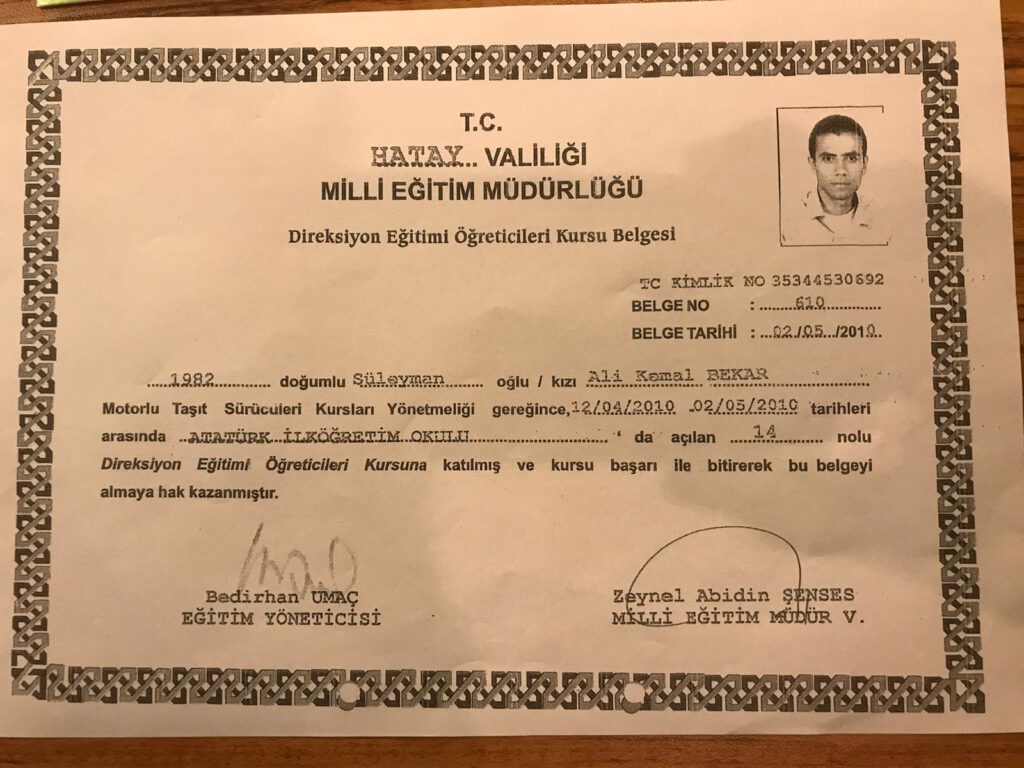 T.C.
HATAY.. VALİLİĞİ
MİLLİ EĞİTİM MÜDÜRLÜĞÜ
Direksiyon Eğitimi Öğreticileri Kursu Belgesi
TC KİMLİK NO 35344530692
BELGE NO : ..........610...............
BELGE TARİHİ : ...02/05.../2010.
.....1982............ doğumlu Süleyman....... oğlu / kızı Ali Kemal BEKAR
Motorlu Taşıt Sürücüleri Kursları Yönetmeliği gereğince,12/04/2010 .02/05/2010 tarihleri
arasında ..ATATÜRK İLKÖĞRETİM OKULU.............................. ' da açılan .....14......... nolu
Direksiyon Eğitimi Öğreticileri Kursuna katılmış ve kursu başarı ile bitirerek bu belgeyi
almaya hak kazanmıştır.
Bedirhan UMAÇ
EĞİTİM YÖNETİCİSİ
Zeynel Abidin ŞENSES
MİLLİ EĞİTİM MÜDÜR V.